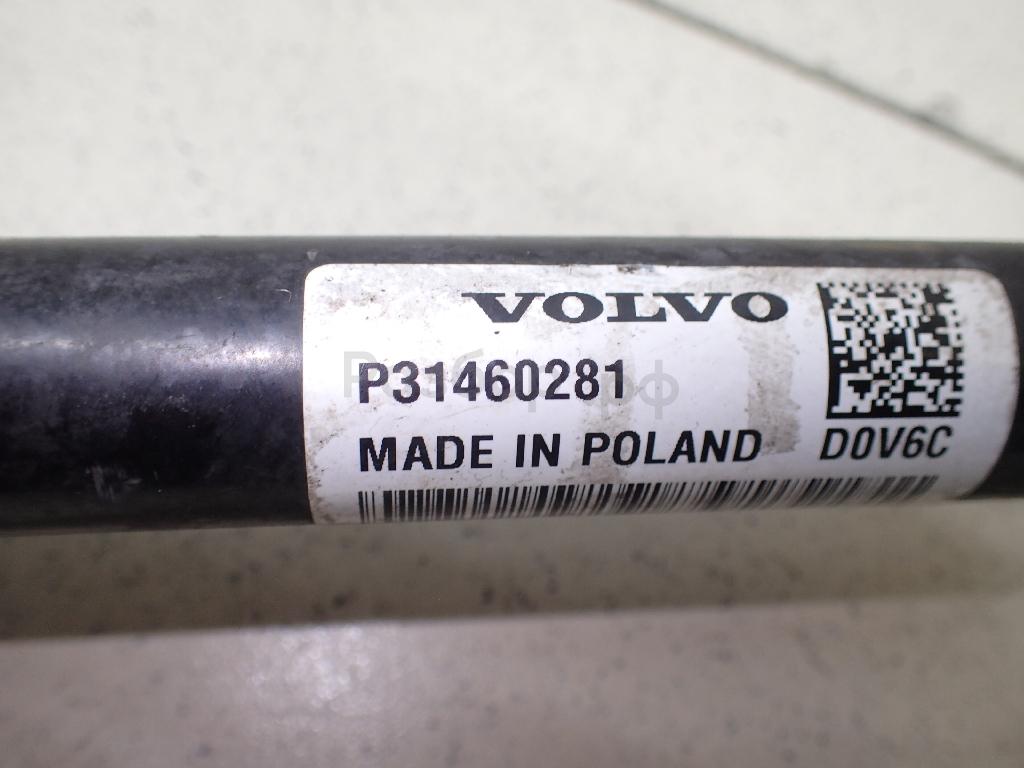 VOLVO
P31460281
MADE IN POLAND
D0V6C